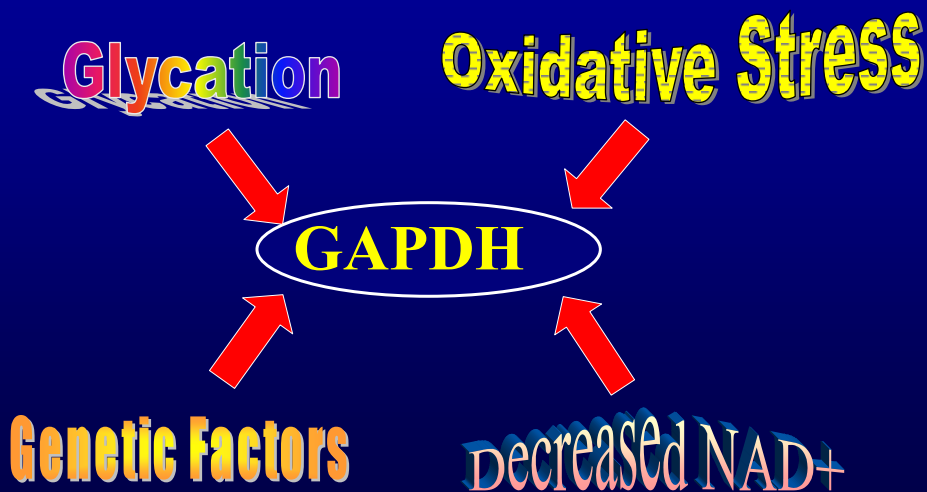 Glycation
Oxidative Stress
GAPDH
Genetic Factors
Decreased NAD+